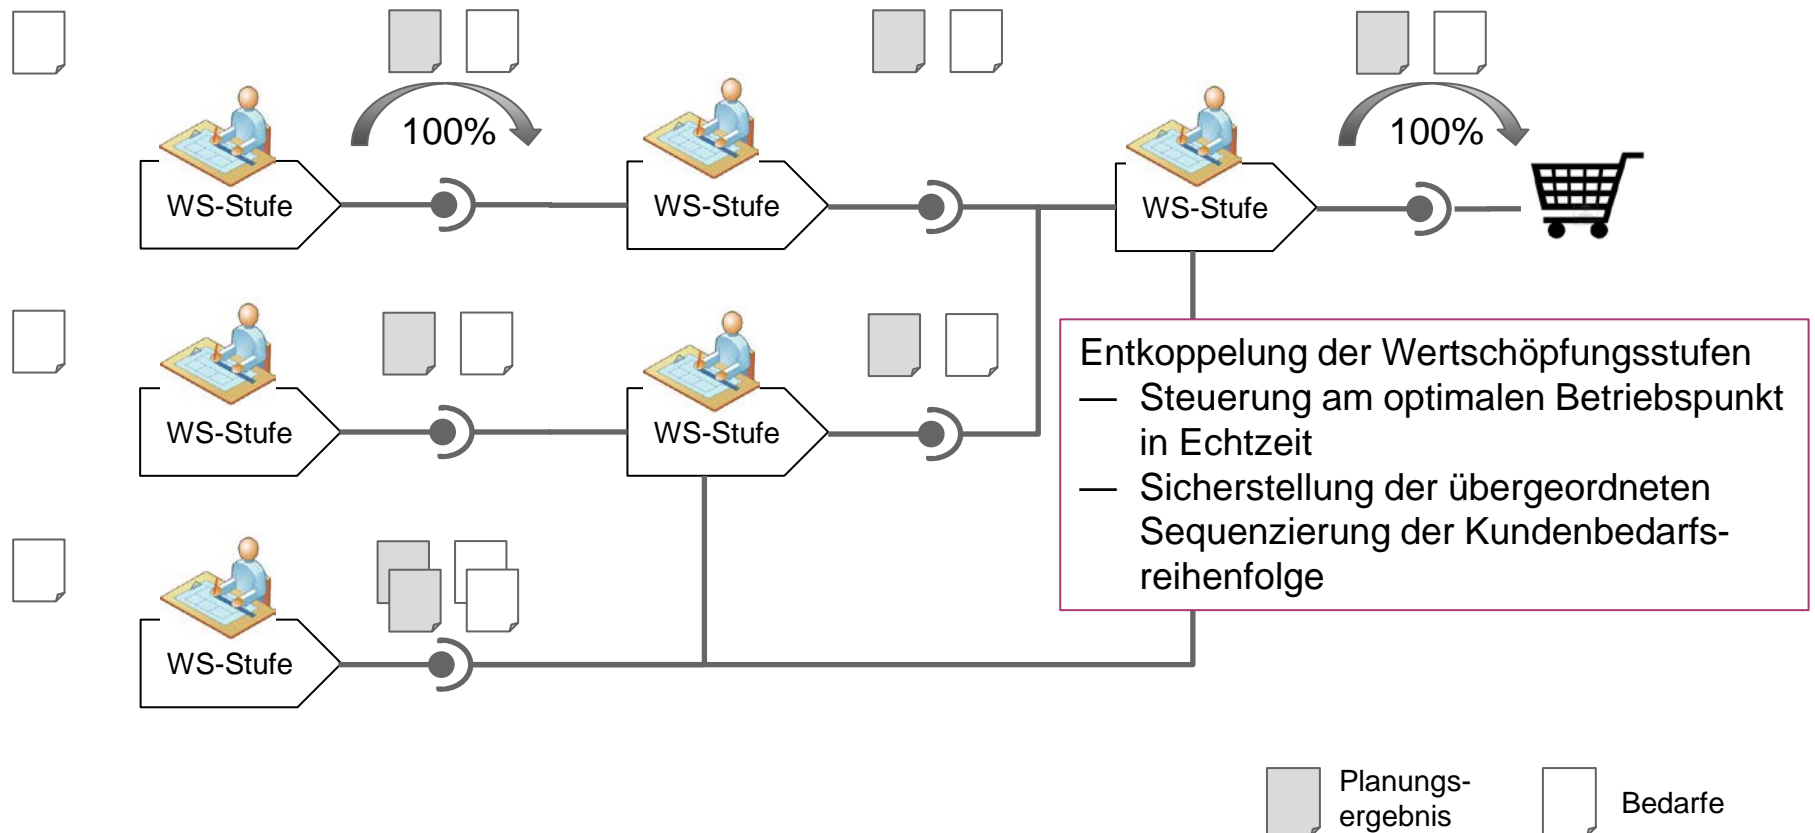 100%
100%
WS-Stufe
WS-Stufe
WS-Stufe
Entkoppelung der Wertschöpfungsstufen
— Steuerung am optimalen Betriebspunkt
in Echtzeit
— Sicherstellung der übergeordneten
Sequenzierung der Kundenbedarfs-
reihenfolge
WS-Stufe
WS-Stufe
WS-Stufe
Planungs-
ergebnis
Bedarfe